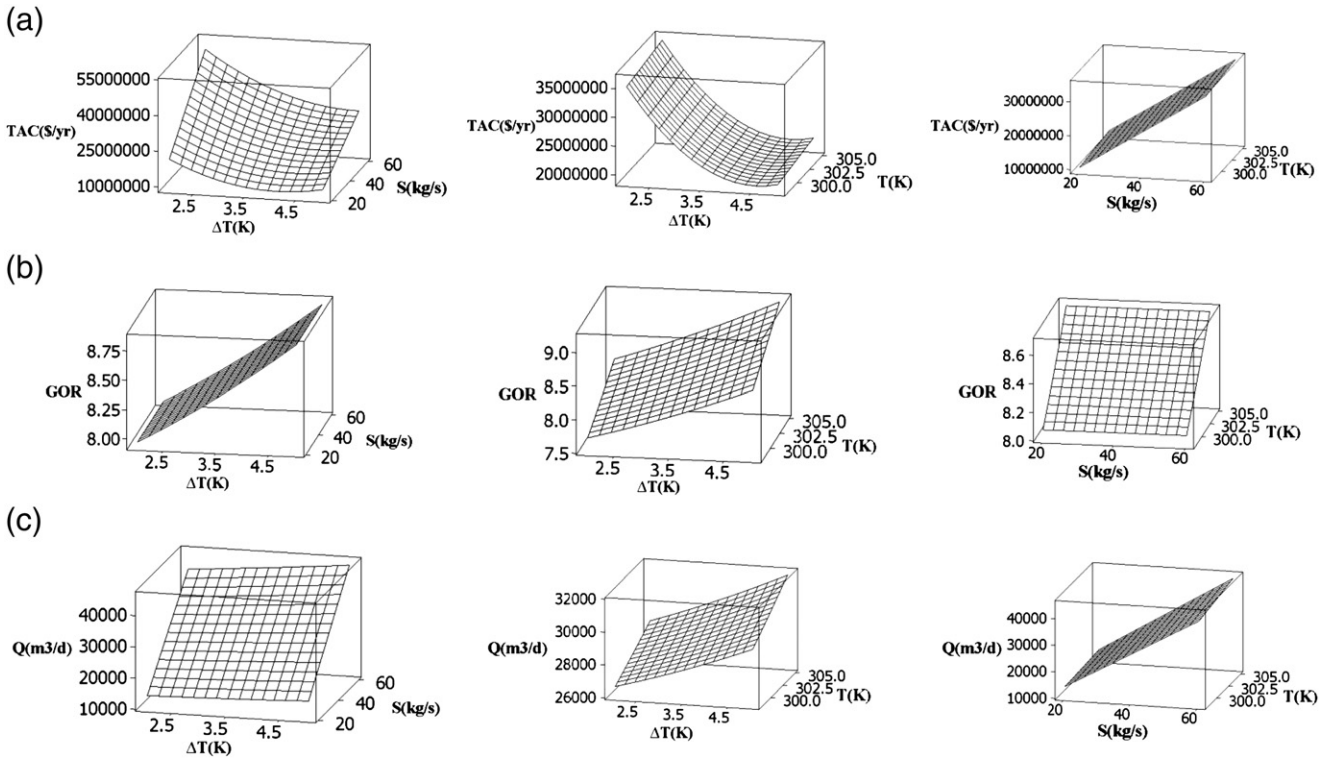 (a)
55000000
40000000
TAC($/yr)
25000000
10000000
2.5 3.5 4.5
ΔT(K)
60
40
20
S(kg/s)
35000000
30000000
TAC($/yr)
25000000
20000000
2.5 3.5 4.5
ΔT(K)
305.0
302.5
300.0
T(K)
30000000
TAC($/yr)
20000000
10000000
20 40 60
S(kg/s)
305.0
302.5
300.0
T(K)
(b)
8.75
8.50
GOR
8.25
8.00
2.5 3.5 4.5
ΔT(K)
60
40
20
S(kg/s)
9.0
8.5
GOR
8.0
7.5
2.5 3.5 4.5
ΔT(K)
305.0
302.5
300.0
T(K)
8.6
8.4
GOR
8.2
8.0
20 40 60
S(kg/s)
305.0
302.5
300.0
T(K)
(c)
40000
30000
Q(m3/d)
20000
10000
2.5 3.5 4.5
ΔT(K)
60
40
20
S(kg/s)
32000
30000
Q(m3/d)
28000
26000
2.5 3.5 4.5
ΔT(K)
305.0
302.5
300.0
T(K)
40000
30000
Q(m3/d)
20000
10000
20 40 60
S(kg/s)
305.0
302.5
300.0
T(K)